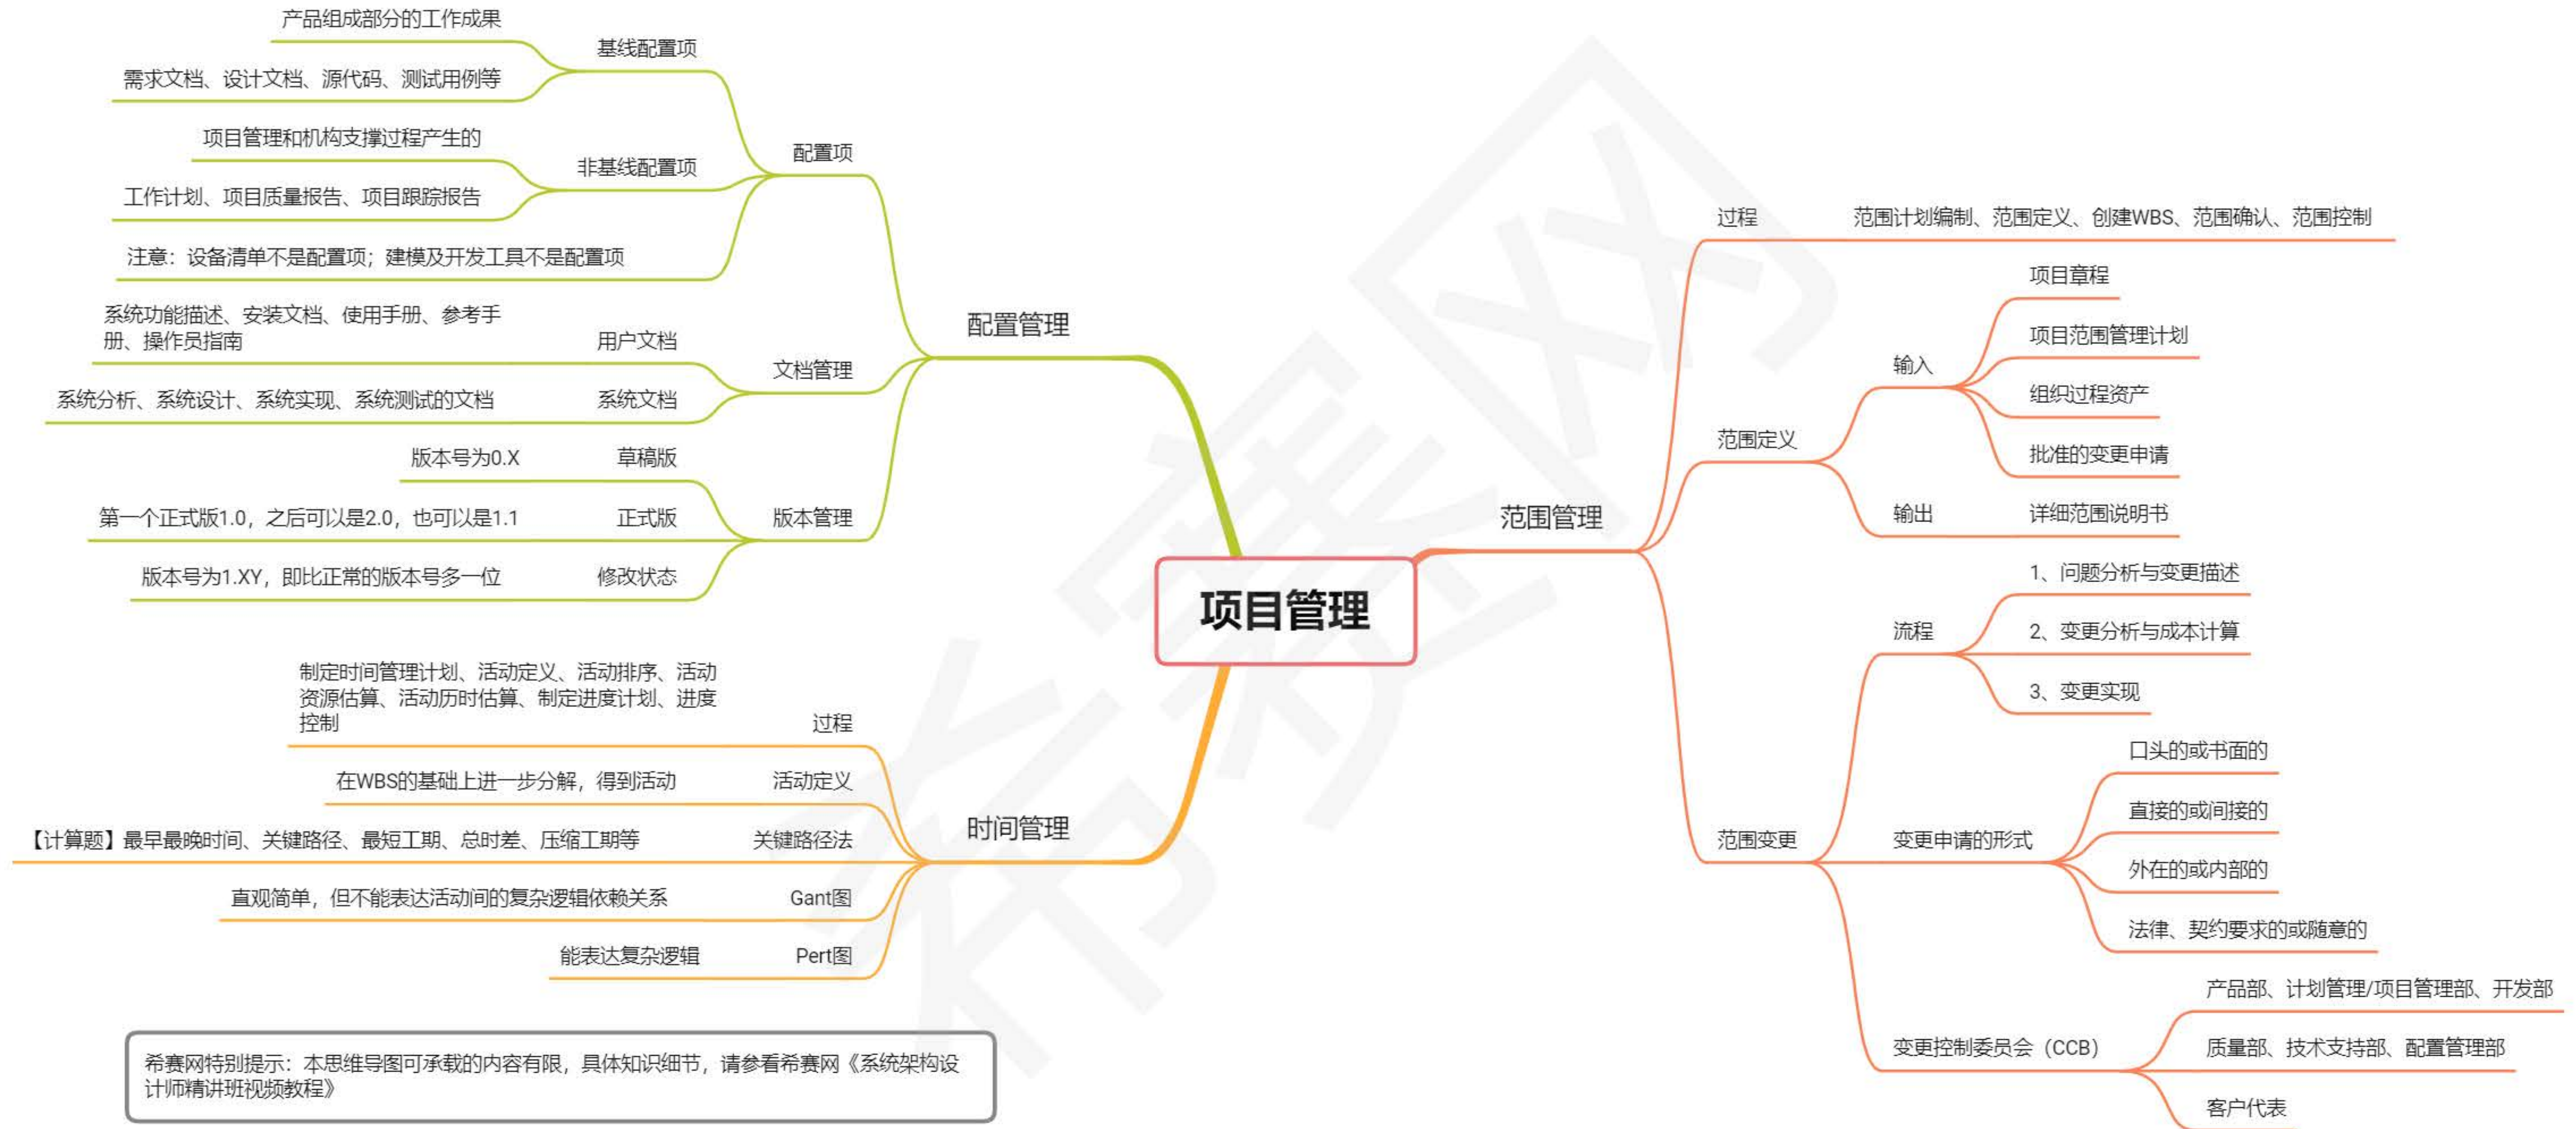 项目管理
配置管理
配置项
基线配置项
产品组成部分的工作成果
需求文档、设计文档、源代码、测试用例等
非基线配置项
项目管理和机构支撑过程产生的
工作计划、项目质量报告、项目跟踪报告
注意：设备清单不是配置项；建模及开发工具不是配置项
文档管理
用户文档
系统功能描述、安装文档、使用手册、参考手
册、操作员指南
系统文档
系统分析、系统设计、系统实现、系统测试的文档
版本管理
草稿版
版本号为0.X
正式版
第一个正式版1.0，之后可以是2.0，也可以是1.1
修改状态
版本号为1.XY，即比正常的版本号多一位
时间管理
过程
制定时间管理计划、活动定义、活动排序、活动
资源估算、活动历时估算、制定进度计划、进度
控制
活动定义
在WBS的基础上进一步分解，得到活动
关键路径法
【计算题】最早最晚时间、关键路径、最短工期、总时差、压缩工期等
Gant图
直观简单，但不能表达活动间的复杂逻辑依赖关系
Pert图
能表达复杂逻辑
范围管理
过程
范围计划编制、范围定义、创建WBS、范围确认、范围控制
范围定义
输入
项目章程
项目范围管理计划
组织过程资产
批准的变更申请
输出
详细范围说明书
范围变更
流程
1、问题分析与变更描述
2、变更分析与成本计算
3、变更实现
变更申请的形式
口头的或书面的
直接的或间接的
外在的或内部的
法律、契约要求的或随意的
变更控制委员会（CCB）
产品部、计划管理/项目管理部、开发部
质量部、技术支持部、配置管理部
客户代表
希赛网特别提示：本思维导图可承载的内容有限，具体知识细节，请参看希赛网《系统架构设
计师精讲班视频教程》
希赛网